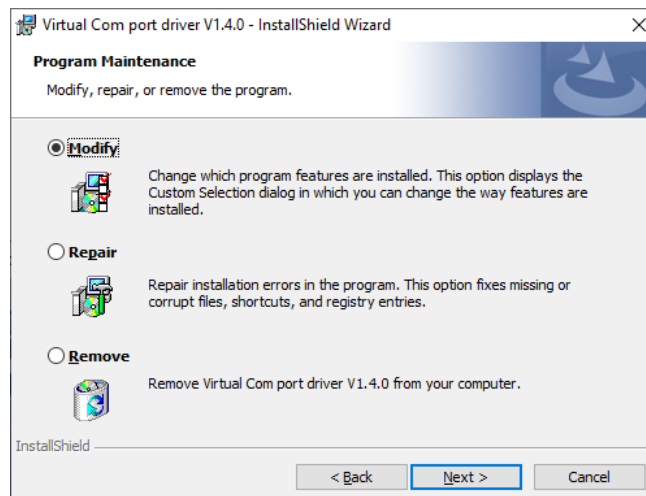 Virtual Com port driver V1.4.0 - InstallShield Wizard
Program Maintenance
Modify, repair, or remove the program.
Modify
Change which program features are installed. This option displays the
Custom Selection dialog in which you can change the way features are
installed.
Repair
Repair installation errors in the program. This option fixes missing or
corrupt files, shortcuts, and registry entries.
Remove
Remove Virtual Com port driver V1.4.0 from your computer.
InstallShield
< Back Next > Cancel